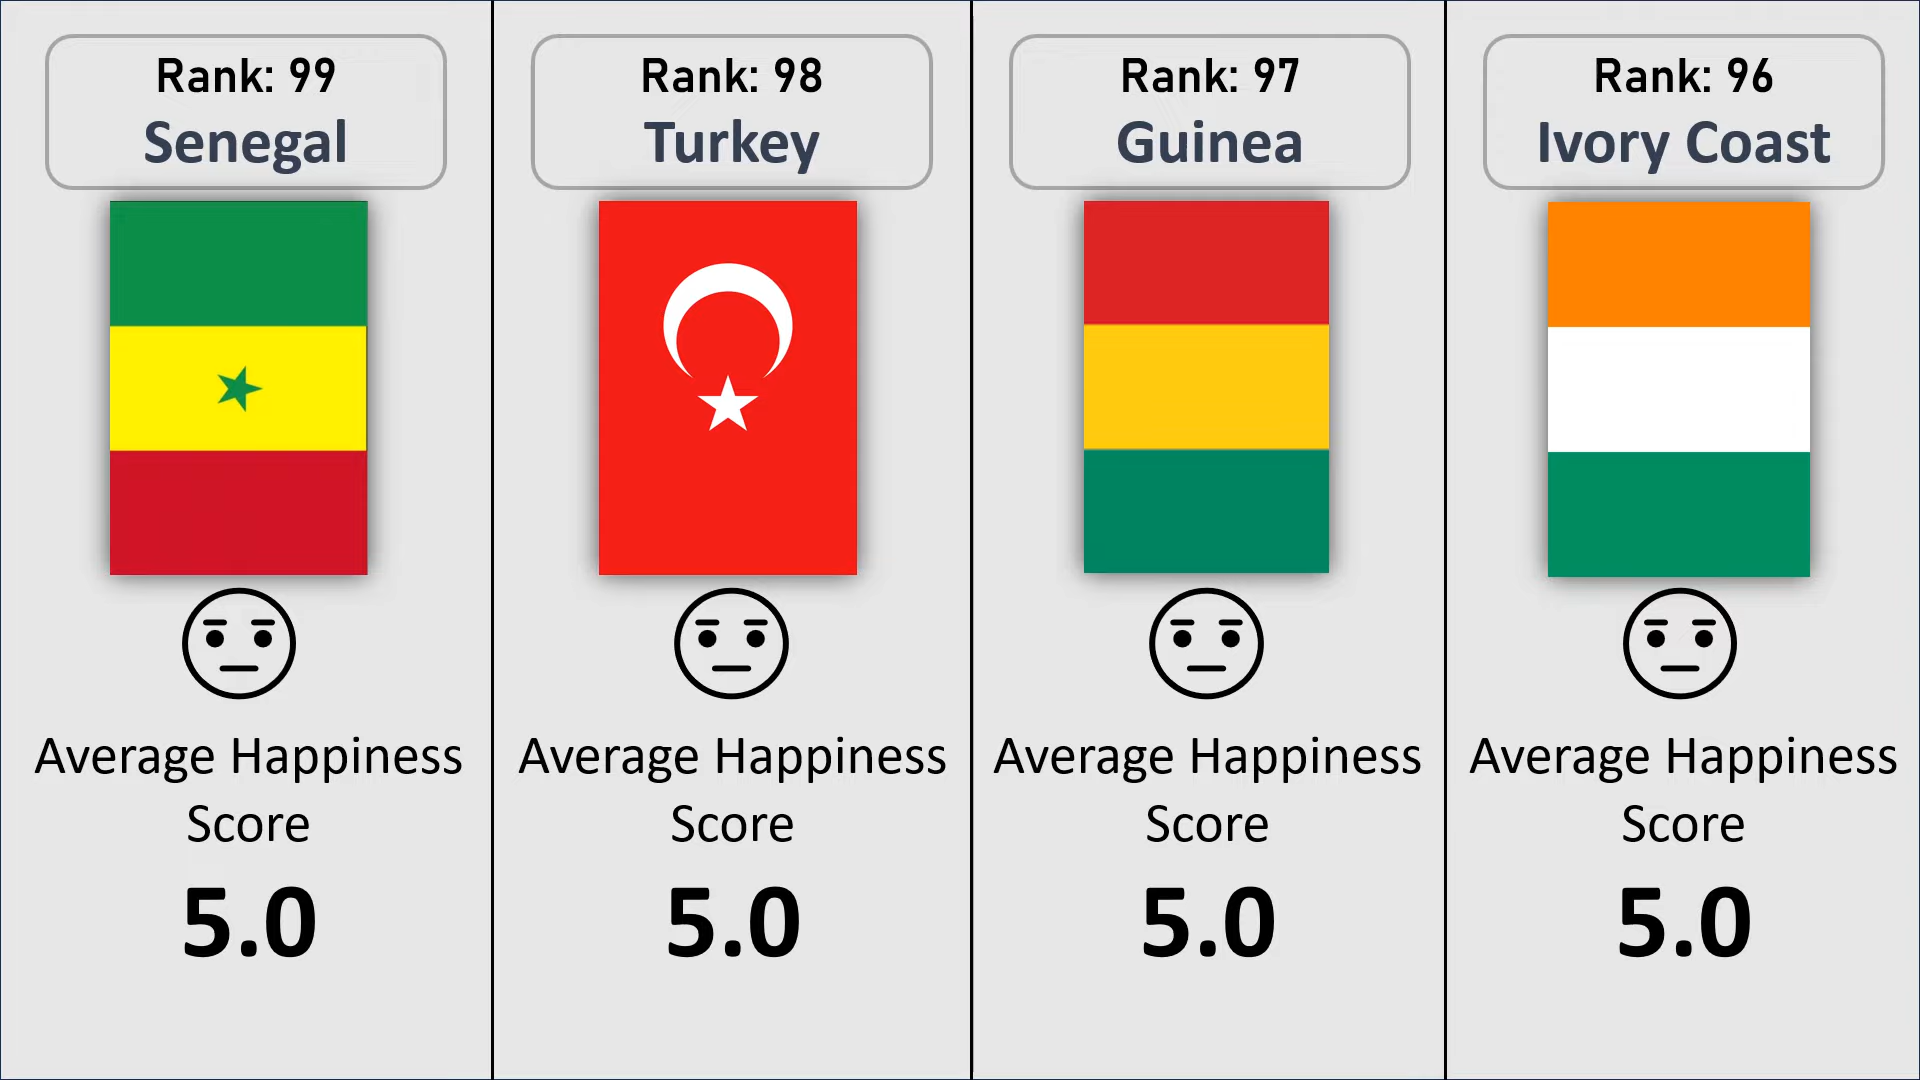 Rank: 99
Senegal
Average Happiness
Score
5.0
Rank: 98
Turkey
Average Happiness
Score
5.0
Rank: 97
Guinea
Average Happiness
Score
5.0
Rank: 96
Ivory Coast
Average Happiness
Score
5.0